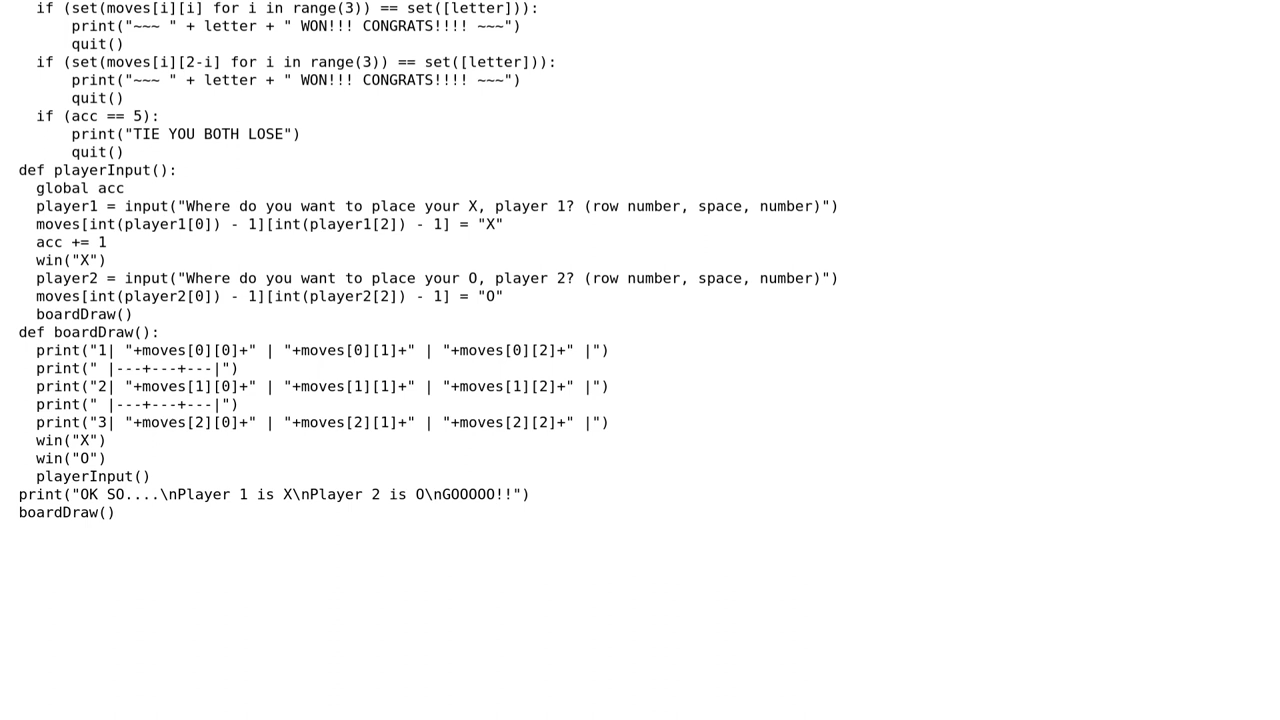 if (set(moves[i][i] for i in range(3)) == set([letter])):
print("~~~ " + letter + " WON!!! CONGRATS!!!! ~~~")
quit()
if (set(moves[i][2-i] for i in range(3)) == set([letter])):
print("~~~ " + letter + " WON!!! CONGRATS!!!! ~~~")
quit()
if (acc == 5):
print("TIE YOU BOTH LOSE")
quit()
def playerInput():
global acc
player1 = input("Where do you want to place your X, player 1? (row number, space, number)")
moves[int(player1[0]) - 1][int(player1[2]) - 1] = "X"
acc += 1
win("X")
player2 = input("Where do you want to place your O, player 2? (row number, space, number)")
moves[int(player2[0]) - 1][int(player2[2]) - 1] = "O"
boardDraw()
def boardDraw():
print("1| "+moves[0][0]+" | "+moves[0][1]+" | "+moves[0][2]+" |")
print(" |---+---+---|")
print("2| "+moves[1][0]+" | "+moves[1][1]+" | "+moves[1][2]+" |")
print(" |---+---+---|")
print("3| "+moves[2][0]+" | "+moves[2][1]+" | "+moves[2][2]+" |")
win("X")
win("O")
playerInput()
print("OK SO....\nPlayer 1 is X\nPlayer 2 is O\nGOOOOO!!")
boardDraw()